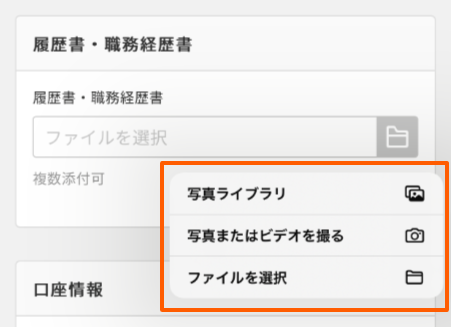 履歴書・職務経歴書
履歴書・職務経歴書
ファイルを選択
複数添付可
写真ライブラリ
写真またはビデオを撮る
ファイルを選択
口座情報